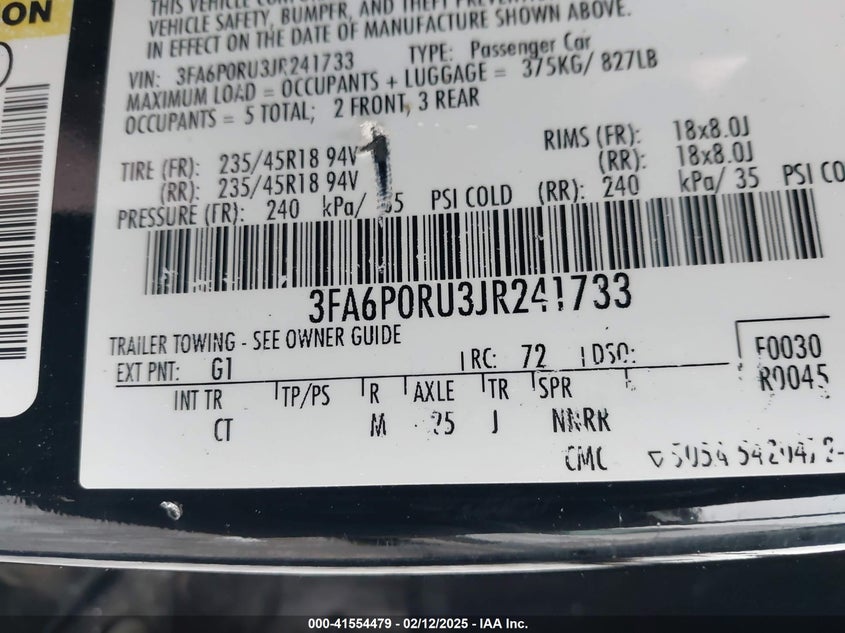 ON
THIS VEHICLE
VEHICLE SAFETY, BUMPER, AND THEFT
IN EFFECT ON THE DATE OF MANUFACTURE SHOWN ABOVE.
VIN: 3FA6P0RU3JR241733 TYPE: Passenger Car
MAXIMUM LOAD = OCCUPANTS + LUGGAGE = 375KG/ 827LB
OCCUPANTS = 5 TOTAL; 2 FRONT, 3 REAR
TIRE (FR): 235/45R18 94V RIMS (FR): 18x8.0J
(RR): 235/45R18 94V (RR): 18x8.0J
PRESSURE (FR): 240 kPa/ 35 PSI COLD (RR): 240 kPa/ 35 PSI CO
3FA6P0RU3JR241733
TRAILER TOWING - SEE OWNER GUIDE
EXT PNT: G1 RC: 72 DSO: F0030
INT TR TP/PS R AXLE TR SPR R0045
CT M 25 J NNRR
CMC
000-41554479 - 02/12/2025 - IAA Inc.